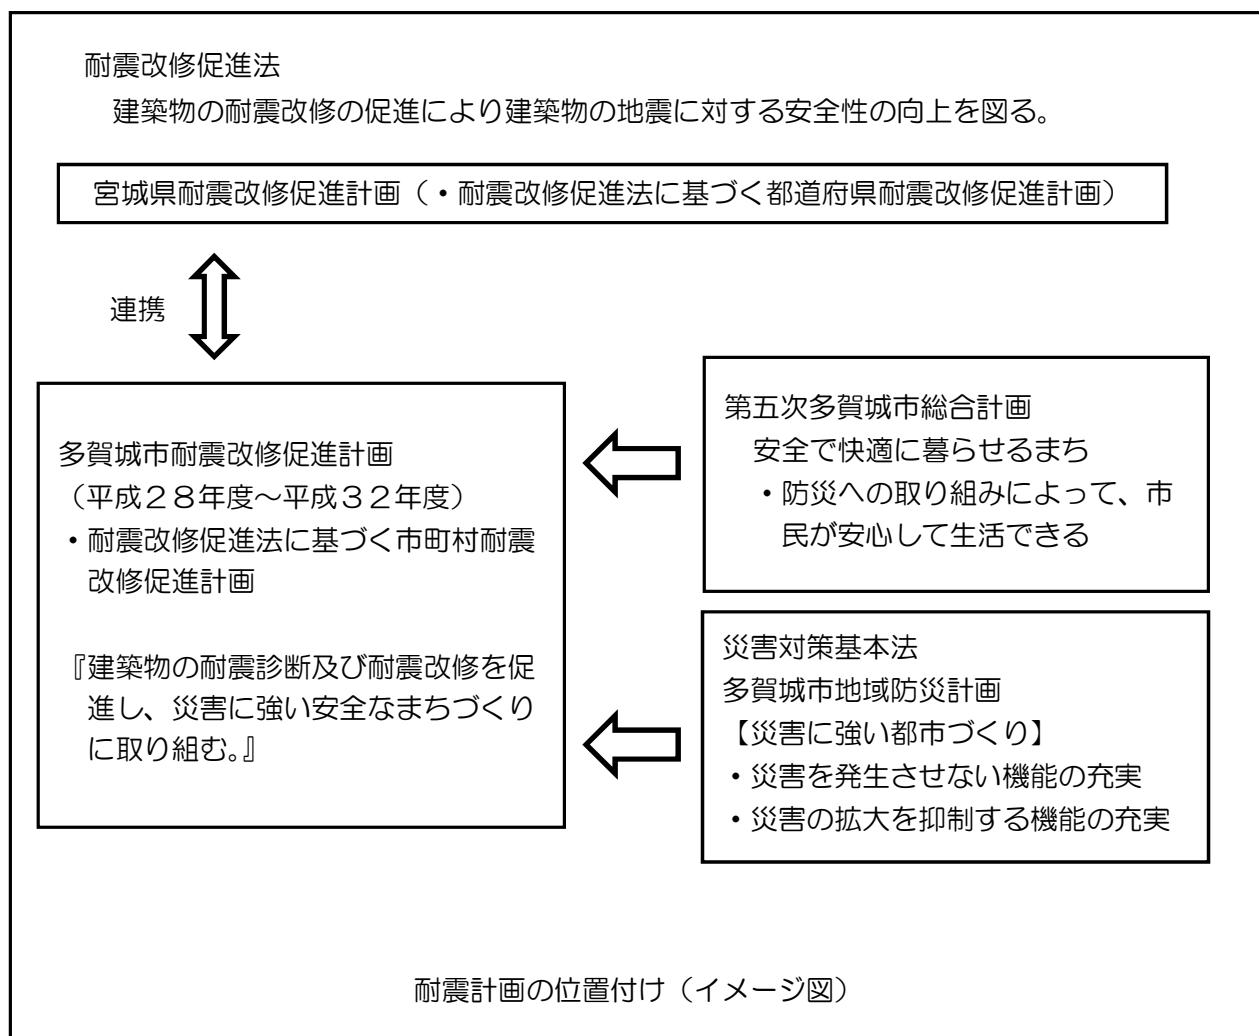 耐震改修促進法
建築物の耐震改修の促進により建築物の地震に対する安全性の向上を図る。
宮城県耐震改修促進計画（・耐震改修促進法に基づく都道府県耐震改修促進計画）
連携
多賀城市耐震改修促進計画
（平成２８年度～平成３２年度）
・耐震改修促進法に基づく市町村耐震
改修促進計画
『建築物の耐震診断及び耐震改修を促
進し、災害に強い安全なまちづくり
に取り組む。』
第五次多賀城市総合計画
安全で快適に暮らせるまち
・防災への取り組みによって、市
民が安心して生活できる
災害対策基本法
多賀城市地域防災計画
【災害に強い都市づくり】
・災害を発生させない機能の充実
・災害の拡大を抑制する機能の充実
耐震計画の位置付け（イメージ図）